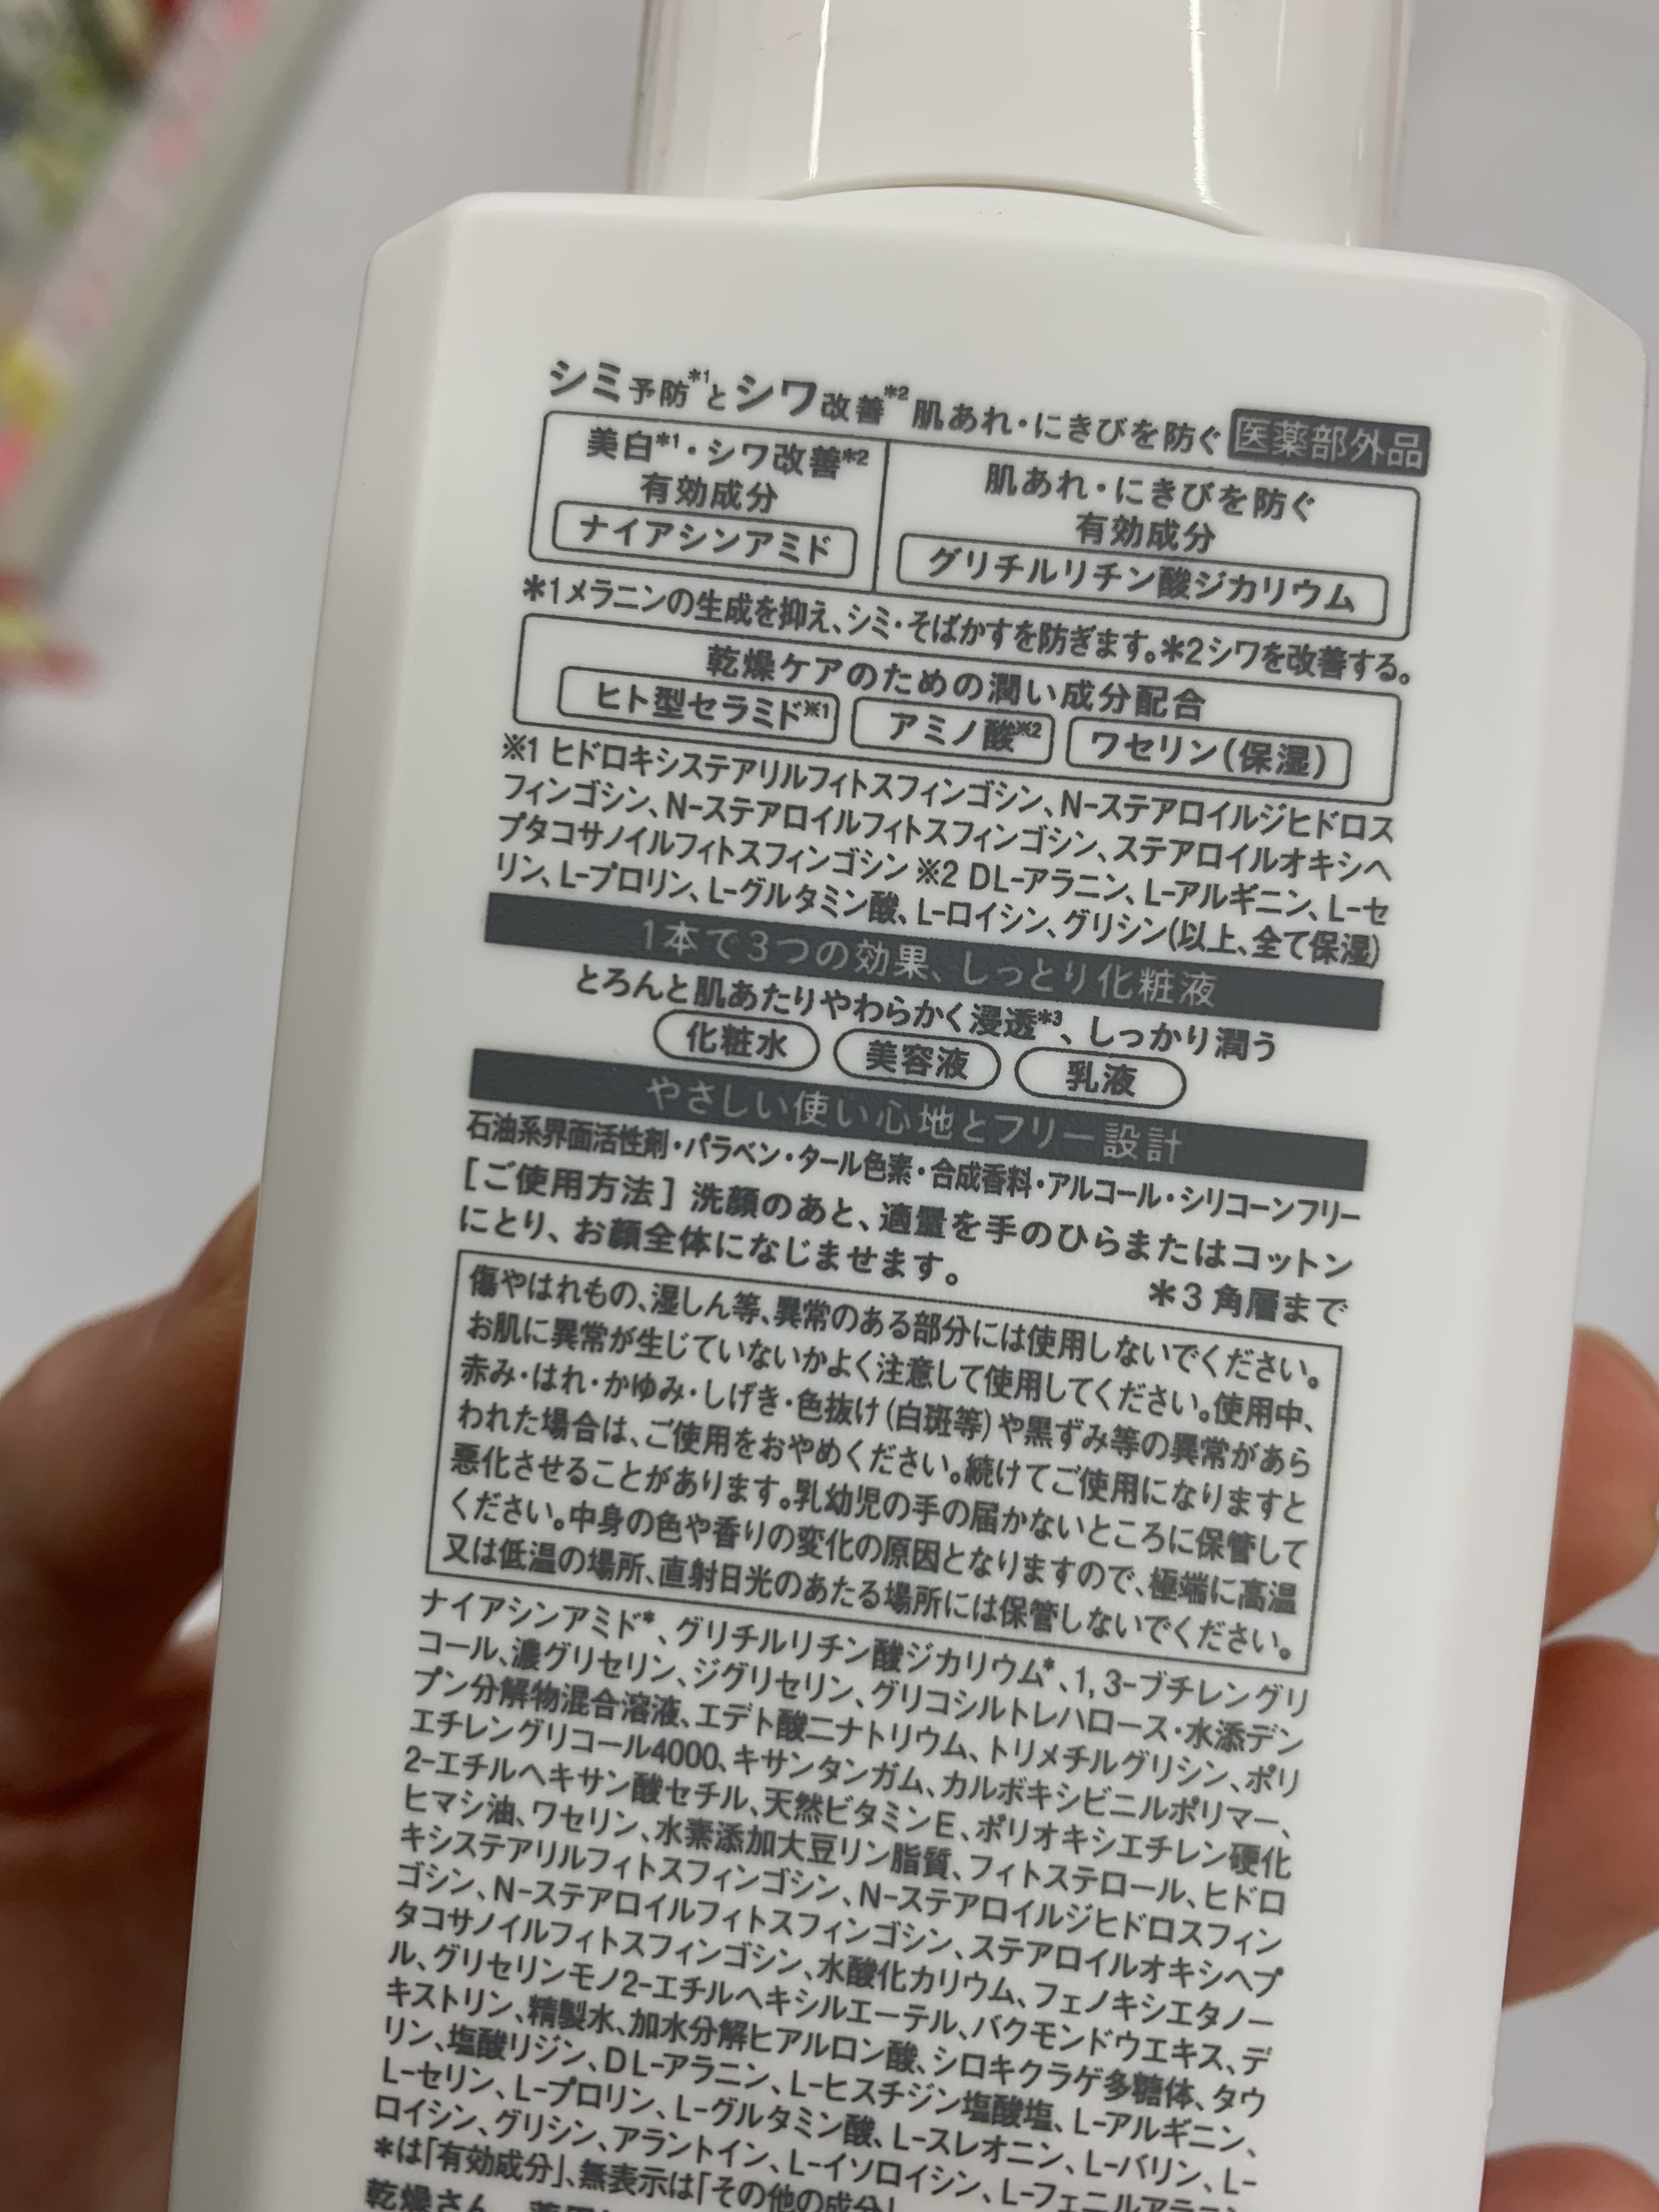 シミ予防*1とシワ改善*2 肌あれ・にきびを防ぐ 医薬部外品
美白*1・シワ改善*2
有効成分
ナイアシンアミド
肌あれ・にきびを防ぐ
有効成分
グリチルリチン酸ジカリウム
*1メラニンの生成を抑え、シミ・そばかすを防ぎます。*2シワを改善する。
乾燥ケアのための潤い成分配合
ヒト型セラミド※1 アミノ酸※2 ワセリン(保湿)
※1 ヒドロキシステアリルフィトスフィンゴシン、N-ステアロイルジヒドロス
フィンゴシン、N-ステアロイルフィトスフィンゴシン、ステアロイルオキシヘ
プタコサノイルフィトスフィンゴシン ※2 DL-アラニン、L-アルギニン、L-セ
リン、L-プロリン、L-グルタミン酸、L-ロイシン、グリシン(以上、全て保湿)
1本で3つの効果、しっとり化粧液
とろんと肌あたりやわらかく浸透*3、しっかり潤う
化粧水 美容液 乳液
やさしい使い心地とフリー設計
石油系界面活性剤・パラベン・タール色素・合成香料・アルコール・シリコーンフリー
[ご使用方法] 洗顔のあと、適量を手のひらまたはコットン
にとり、お顔全体になじませます。
*3 角層まで
傷やはれもの、湿しん等、異常のある部分には使用しないでください。
お肌に異常が生じていないかよく注意して使用してください。使用中、
赤み・はれ・かゆみ・しげき・色抜け(白斑等)や黒ずみ等の異常があら
われた場合は、ご使用をおやめください。続けてご使用になりますと
悪化させることがあります。乳幼児の手の届かないところに保管して
ください。中身の色や香りの変化の原因となりますので、極端に高温
又は低温の場所、直射日光のあたる場所には保管しないでください。
ナイアシンアミド*、グリチルリチン酸ジカリウム*、1,3-ブチレングリ
コール、濃グリセリン、ジグリセリン、グリコシルトレハロース・水添デン
プン分解物混合溶液、エデト酸二ナトリウム、トリメチルグリシン、ポリ
エチレングリコール4000、キサンタンガム、カルボキシビニルポリマー、
2-エチルヘキサン酸セチル、天然ビタミンE、ポリオキシエチレン硬化
ヒマシ油、ワセリン、水素添加大豆リン脂質、フィトステロール、ヒドロ
キシステアリルフィトスフィンゴシン、N-ステアロイルジヒドロスフィン
ゴシン、N-ステアロイルフィトスフィンゴシン、ステアロイルオキシヘプ
タコサノイルフィトスフィンゴシン、水酸化カリウム、フェノキシエタノー
ル、グリセリンモノ2-エチルヘキシルエーテル、バクモンドウエキス、デ
キストリン、精製水、加水分解ヒアルロン酸、シロキクラゲ多糖体、タウ
リン、塩酸リジン、DL-アラニン、L-ヒスチジン塩酸塩、L-アルギニン、
L-セリン、L-プロリン、L-グルタミン酸、L-スレオニン、L-バリン、L-
ロイシン、グリシン、アラントイン、L-イソロイシン、L-フェニルアラニン
*は「有効成分」、無表示は「その他の成分」
乾燥さん